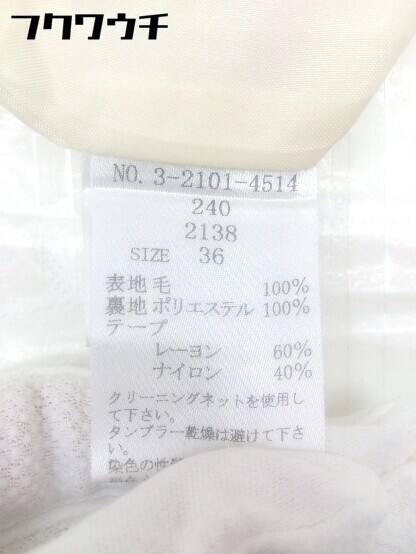 フクワウチ
NO. 3-2101-4514
240
2138
SIZE 36
表地 毛 100%
裏地 ポリエステル 100%
テープ
レーヨン 60%
ナイロン 40%
クリーニングネットを使用し
て下さい。
タンブラー乾燥は避けて下さ
い。
染色の性質